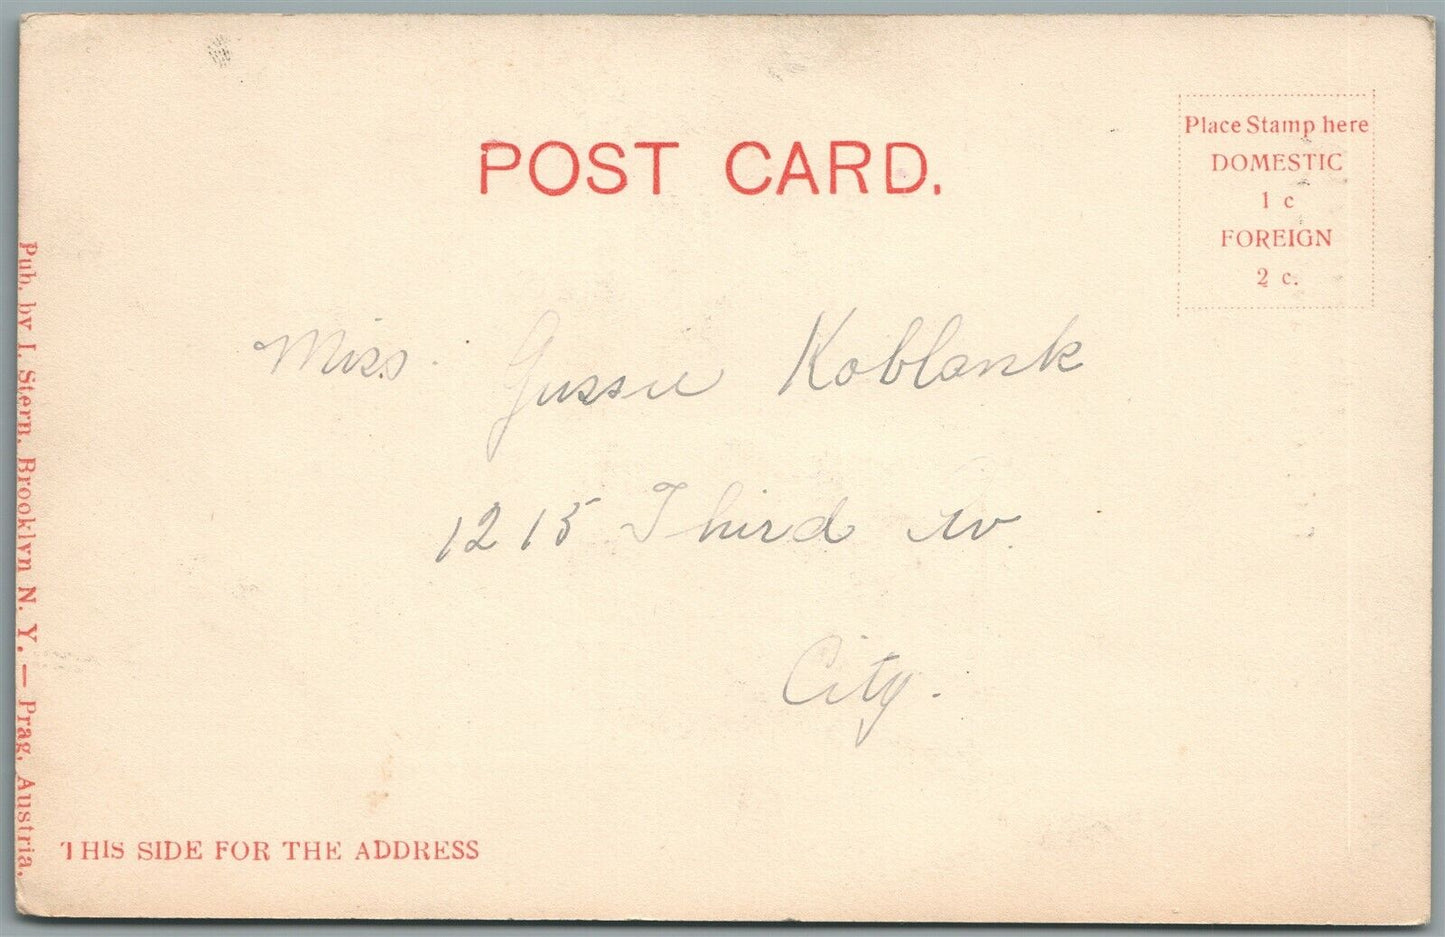 POST CARD.
Place Stamp here
DOMESTIC
1 c
FOREIGN
2 c.
Miss. Gussie Koblank
1215 Third Av.
City.
Pub. by I. Stern, Brooklyn N. Y. — Prag, Austria.
THIS SIDE FOR THE ADDRESS